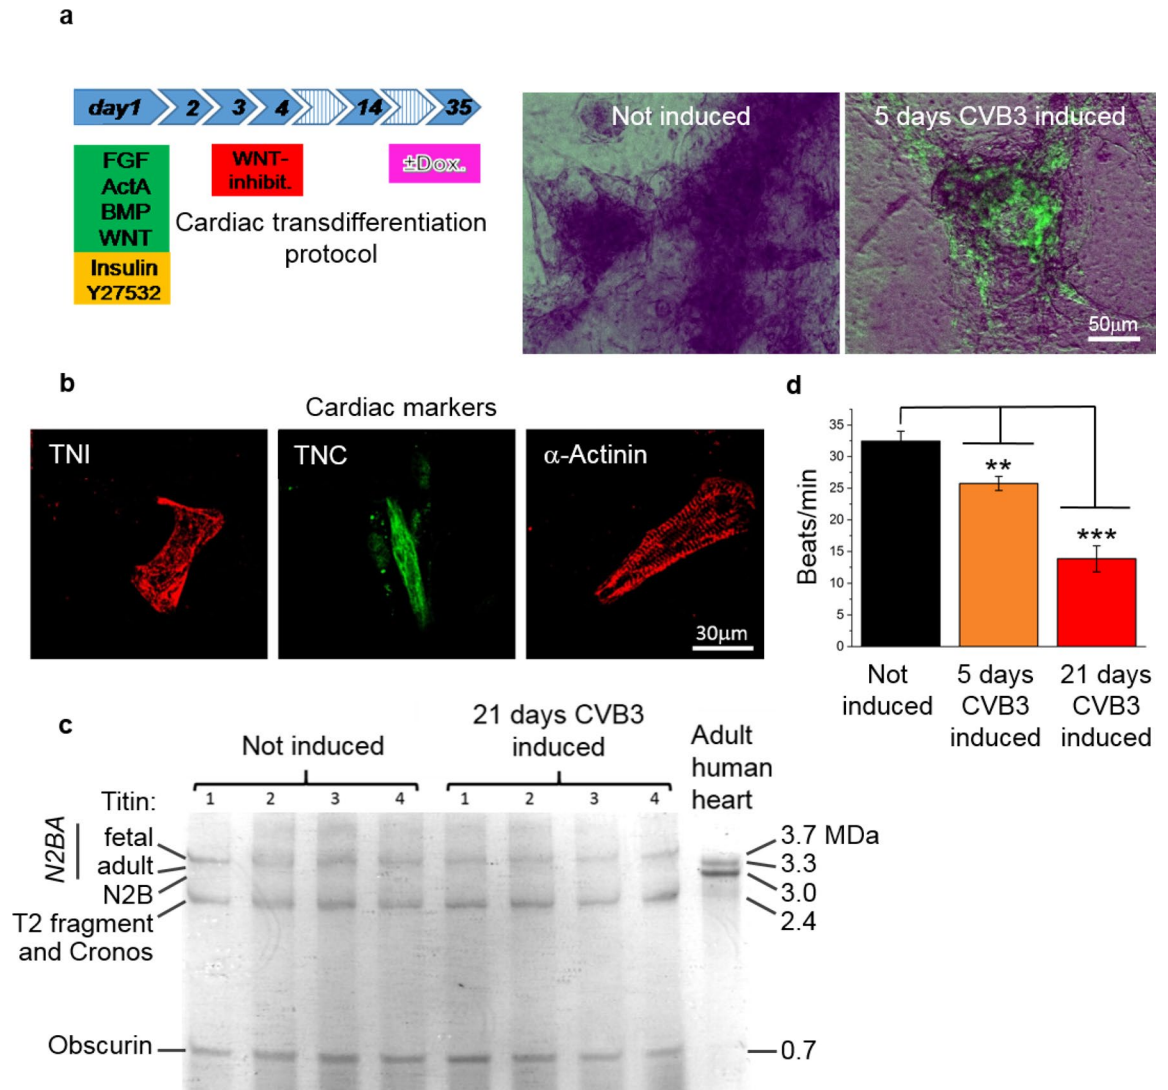 a
day1 2 3 4 14 35
FGF
ActA
BMP
WNT
Insulin
Y27532
WNT-
inhibit.
±Dox.
Cardiac transdifferentiation
protocol
Not induced
5 days CVB3 induced
50µm
b
Cardiac markers
TNI
TNC
α-Actinin
30µm
d
Beats/min
35
30
25
20
15
10
5
0
**
***
Not
induced
5 days
CVB3
induced
21 days
CVB3
induced
c
Not induced
21 days CVB3
induced
Adult
human
heart
Titin:
1 2 3 4 1 2 3 4
N2BA
fetal
adult
N2B
T2 fragment
and Cronos
Obscurin
3.7 MDa
3.3
3.0
2.4
0.7